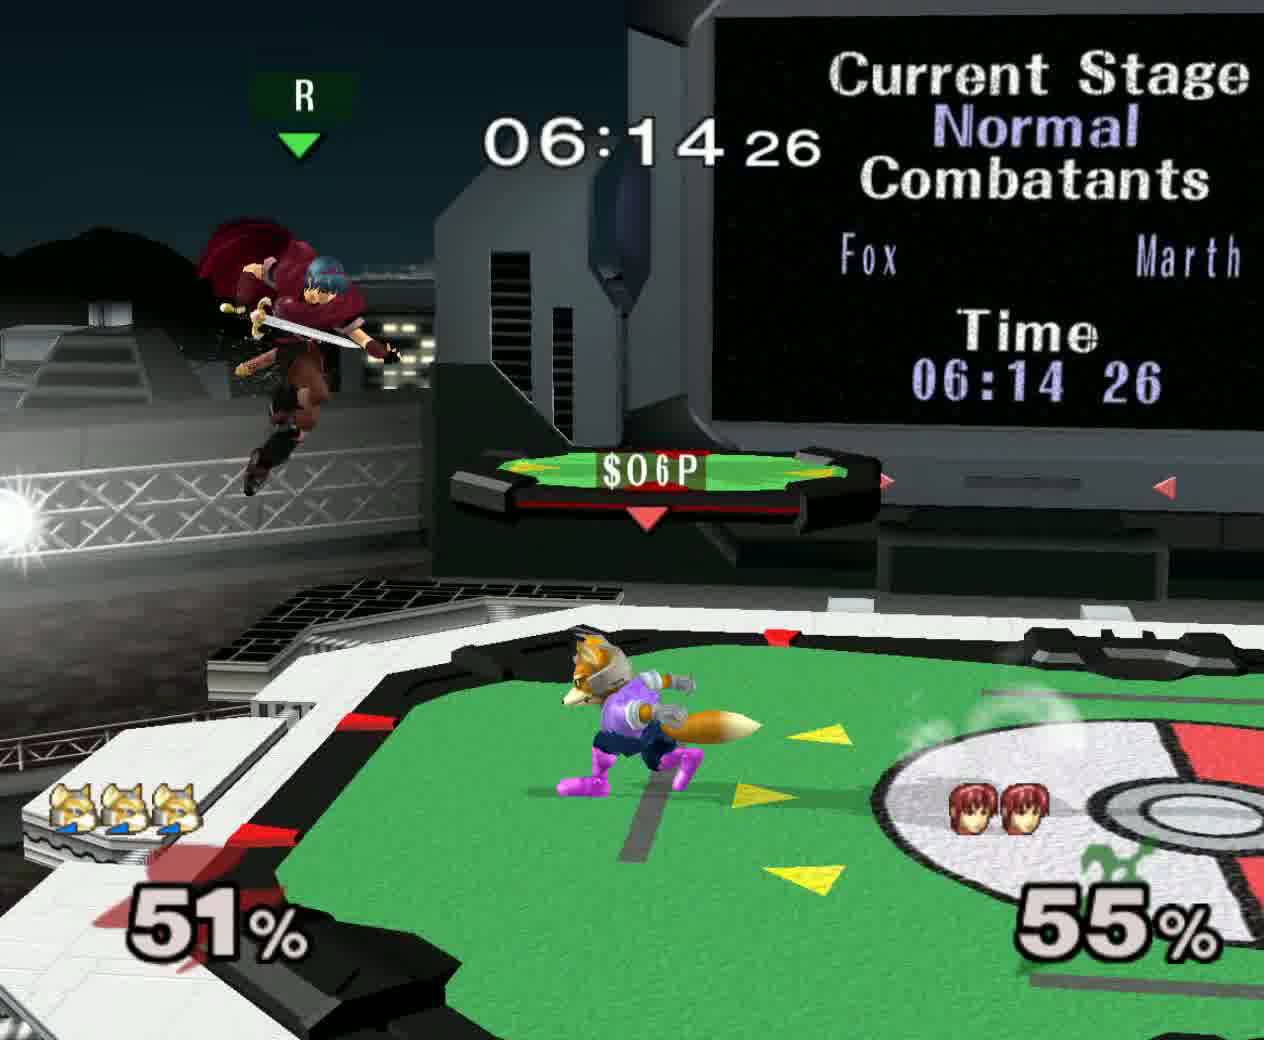 R
06:14 26
Current Stage
Normal
Combatants
Fox Marth
Time
06:14 26
$06P
51%
55%